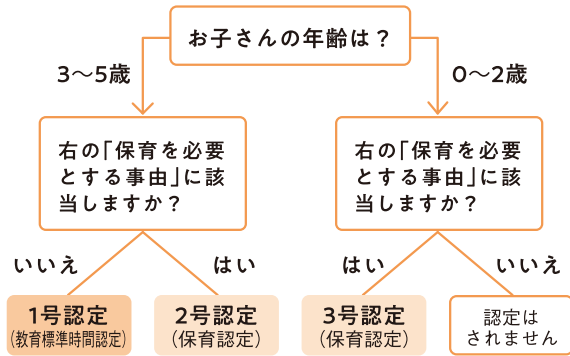 お子さんの年齢は？
3〜5歳
0〜2歳
右の「保育を必要
とする事由」に該
当しますか？
右の「保育を必要
とする事由」に該
当しますか？
いいえ
はい
はい
いいえ
1号認定
（教育標準時間認定）
2号認定
（保育認定）
3号認定
（保育認定）
認定は
されません